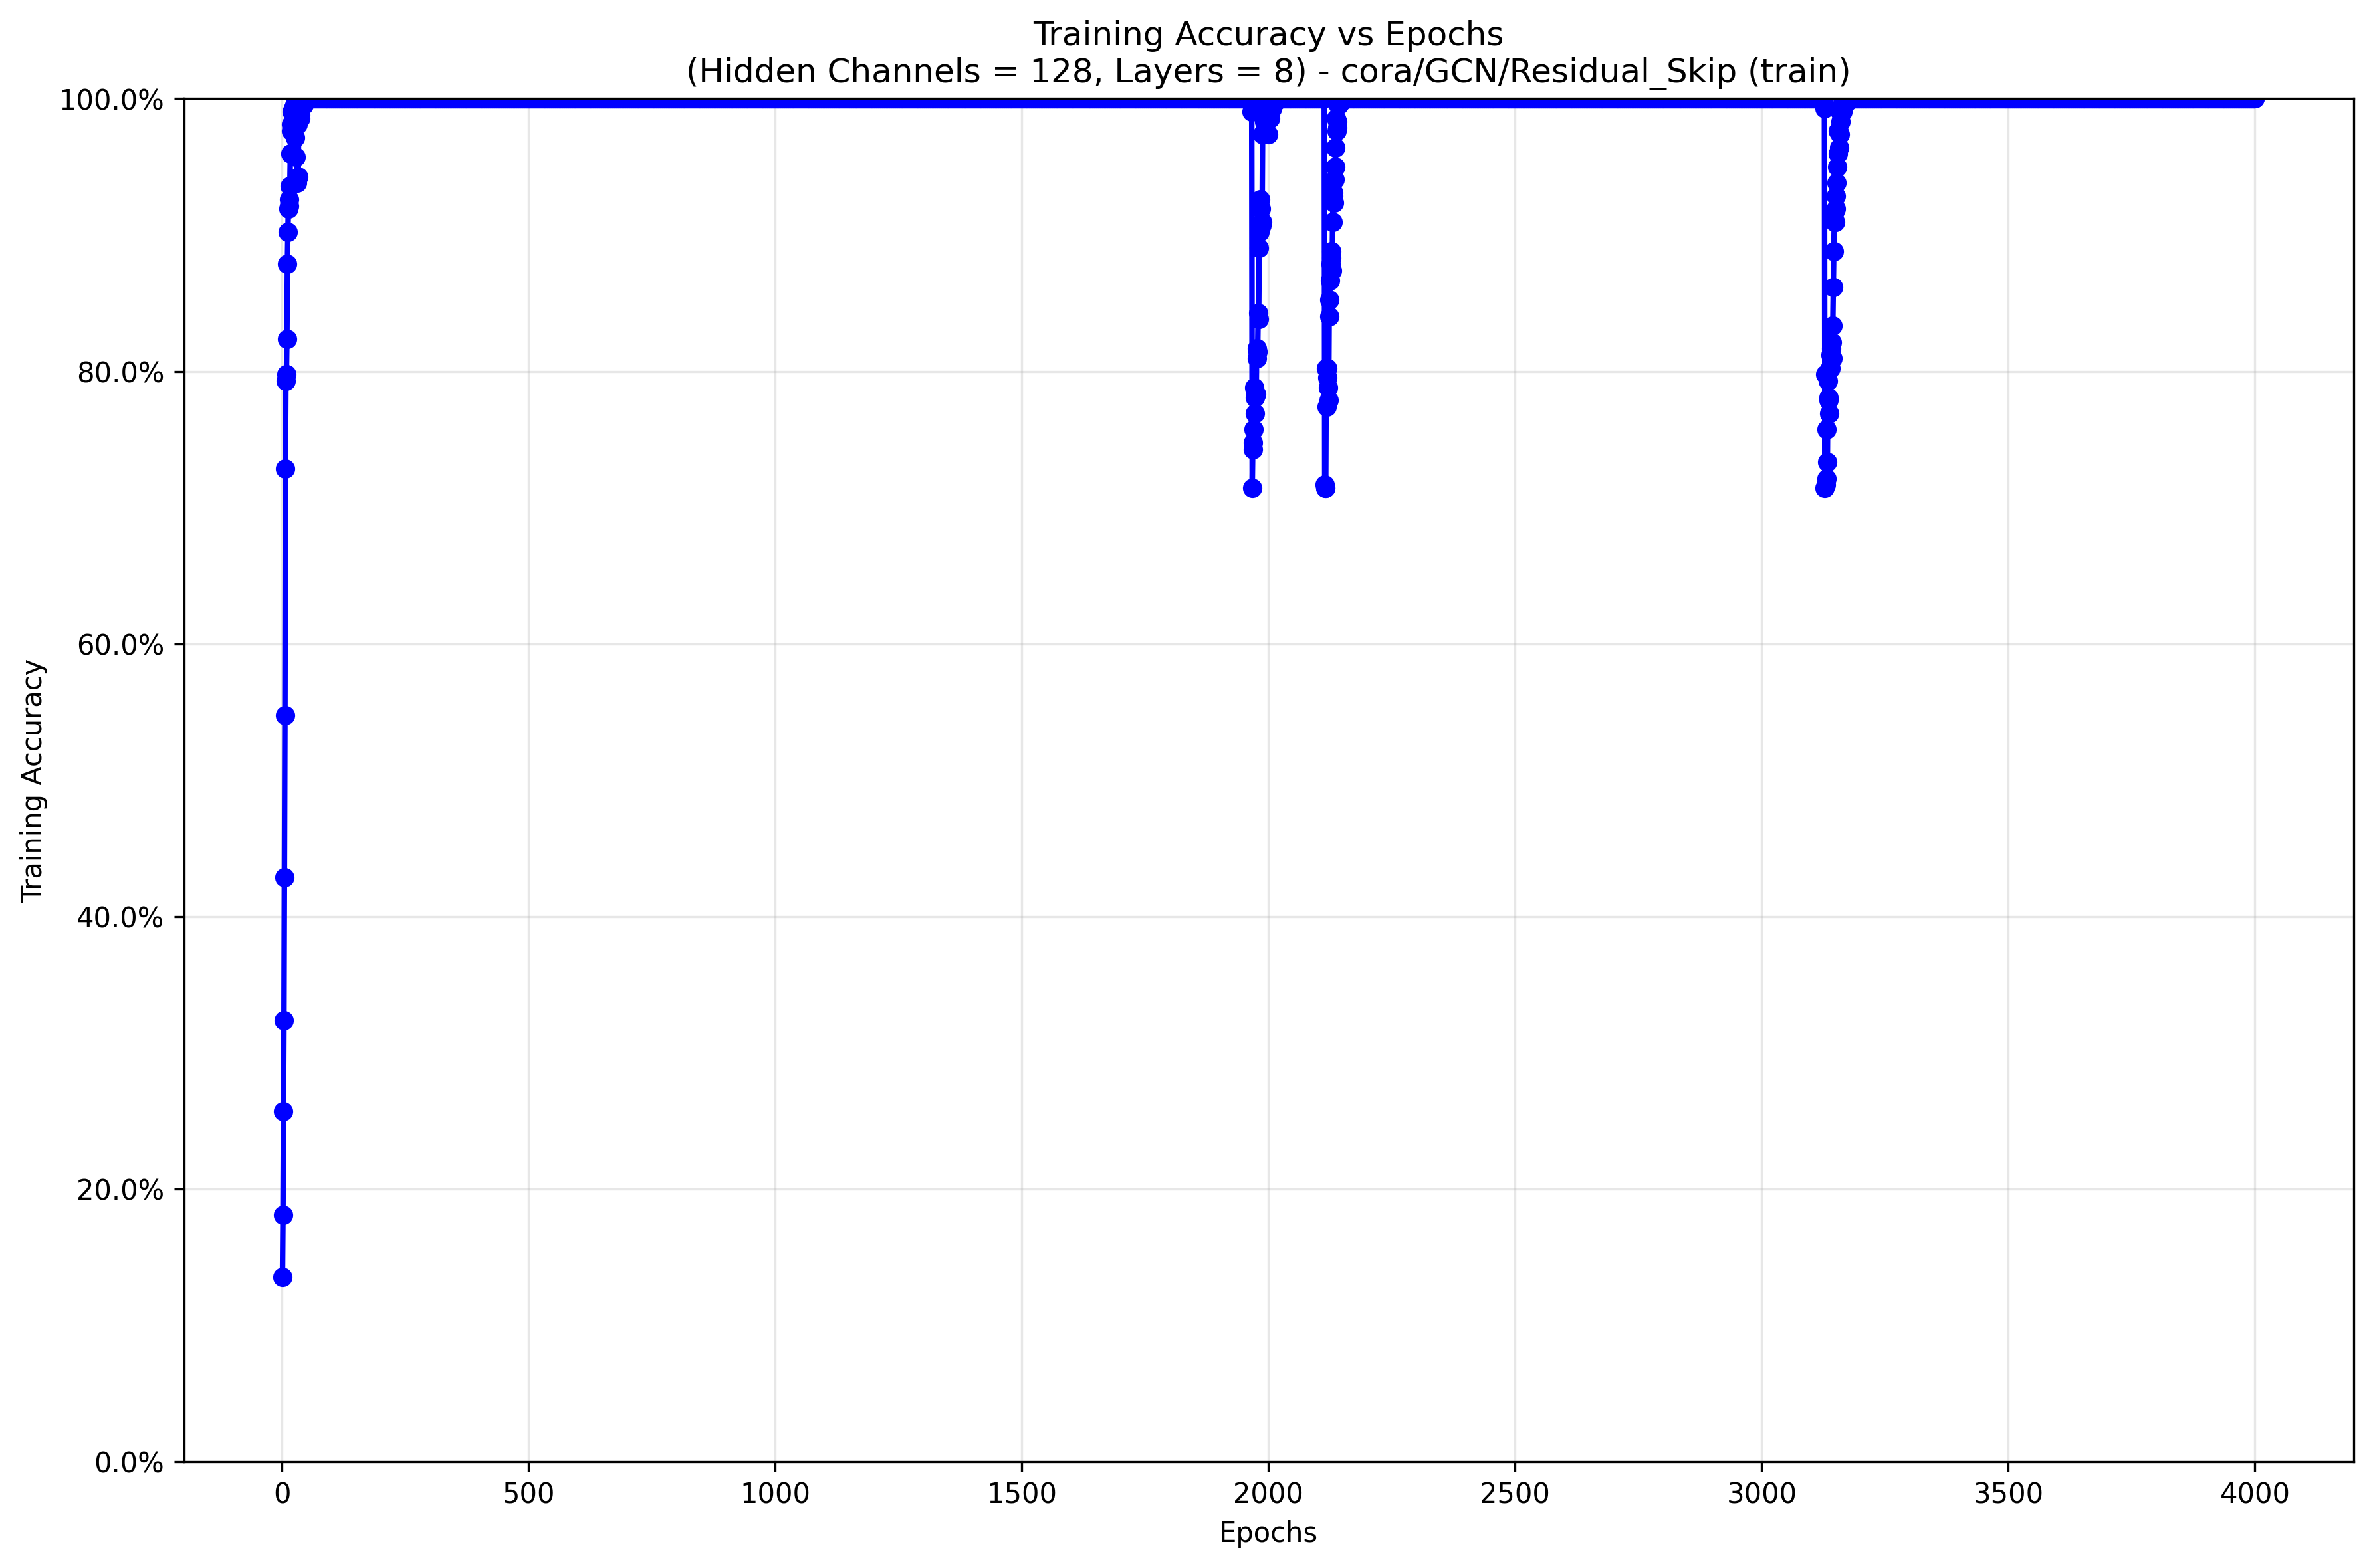 Training Accuracy vs Epochs
(Hidden Channels = 128, Layers = 8) - cora/GCN/Residual_Skip (train)
Training Accuracy
100.0%
80.0%
60.0%
40.0%
20.0%
0.0%
0 500 1000 1500 2000 2500 3000 3500 4000
Epochs